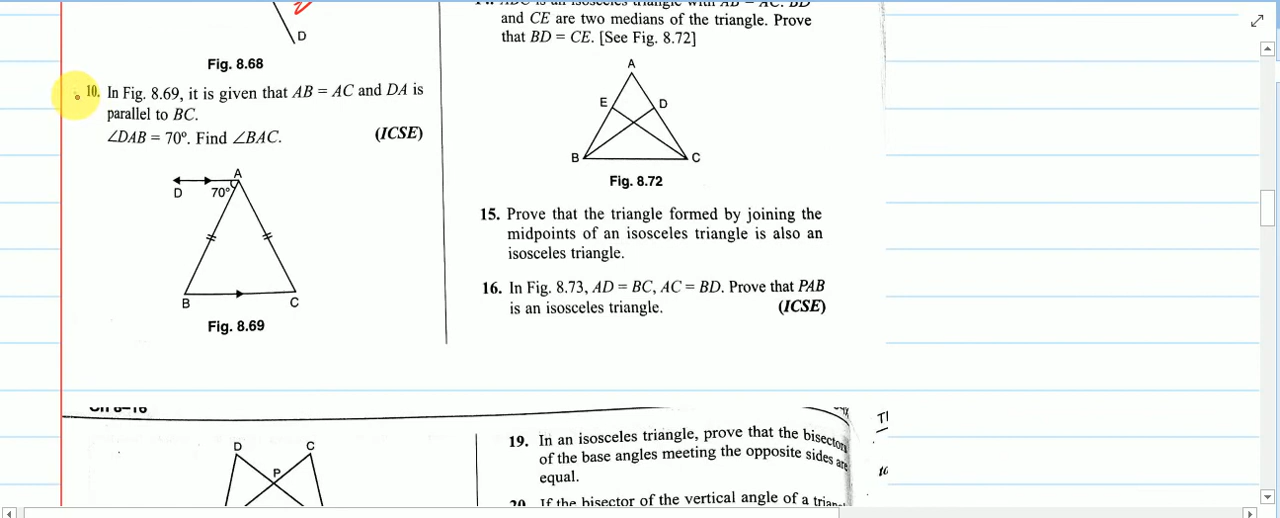 D
Fig. 8.68
10. In Fig. 8.69, it is given that AB = AC and DA is
parallel to BC.
∠DAB = 70º. Find ∠BAC. (ICSE)
A
D 70º
B C
Fig. 8.69
and CE are two medians of the triangle. Prove
that BD = CE. [See Fig. 8.72]
A
E D
B C
Fig. 8.72
15. Prove that the triangle formed by joining the
midpoints of an isosceles triangle is also an
isosceles triangle.
16. In Fig. 8.73, AD = BC, AC = BD. Prove that PAB
is an isosceles triangle. (ICSE)
D C
P
19. In an isosceles triangle, prove that the bisectors
of the base angles meeting the opposite sides are
equal.
20. If the bisector of the vertical angle of a